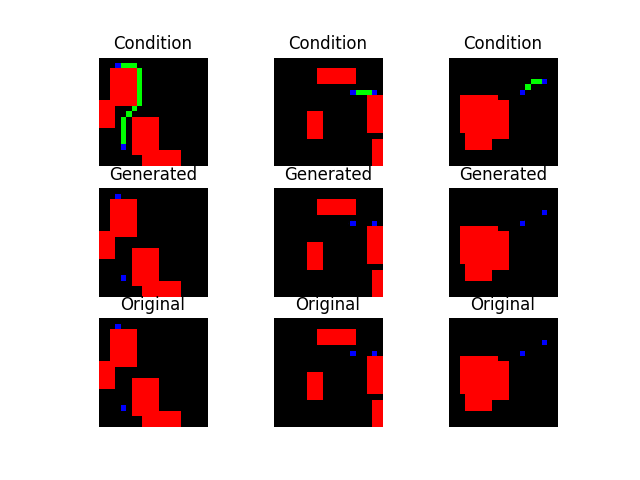 Condition Condition Condition
Generated Generated Generated
Original Original Original